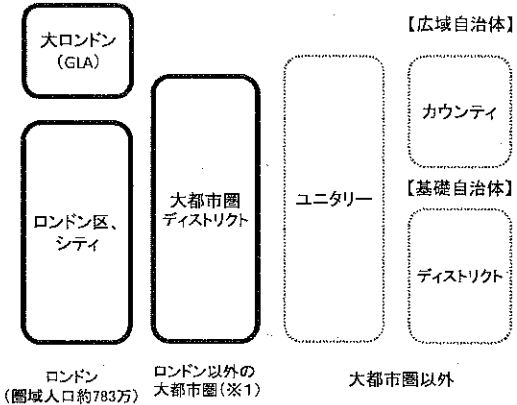 大ロンドン
(GLA)
ロンドン区、
シティ
ロンドン
(圏域人口約783万)
大都市圏
ディストリクト
ロンドン以外の
大都市圏(※1)
ユニタリー
【広域自治体】
カウンティ
【基礎自治体】
ディストリクト
大都市圏以外